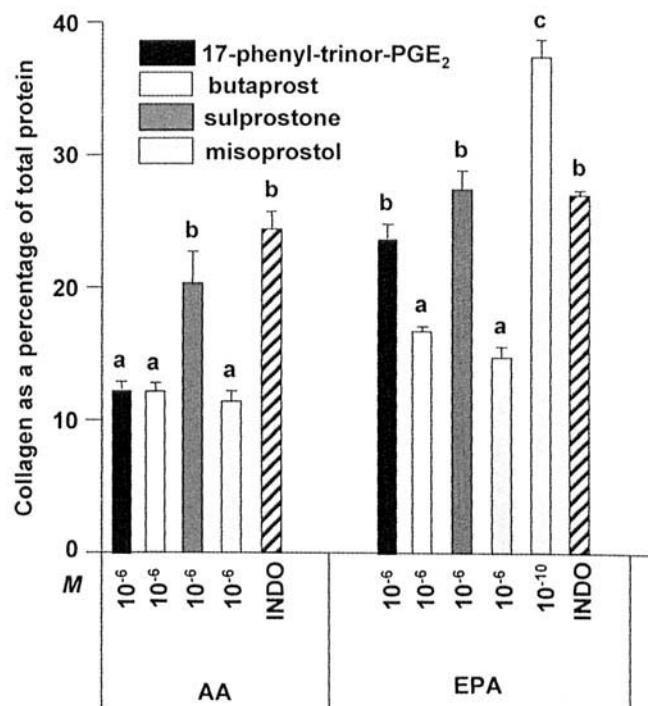 Collagen as a percentage of total protein
40
30
20
10
0
17-phenyl-trinor-PGE₂
butaprost
sulprostone
misoprostol
a
a
b
a
b
b
a
b
a
c
b
M
10⁻⁶
10⁻⁶
10⁻⁶
10⁻⁶
INDO
10⁻⁶
10⁻⁶
10⁻⁶
10⁻⁶
10⁻¹⁰
INDO
AA
EPA